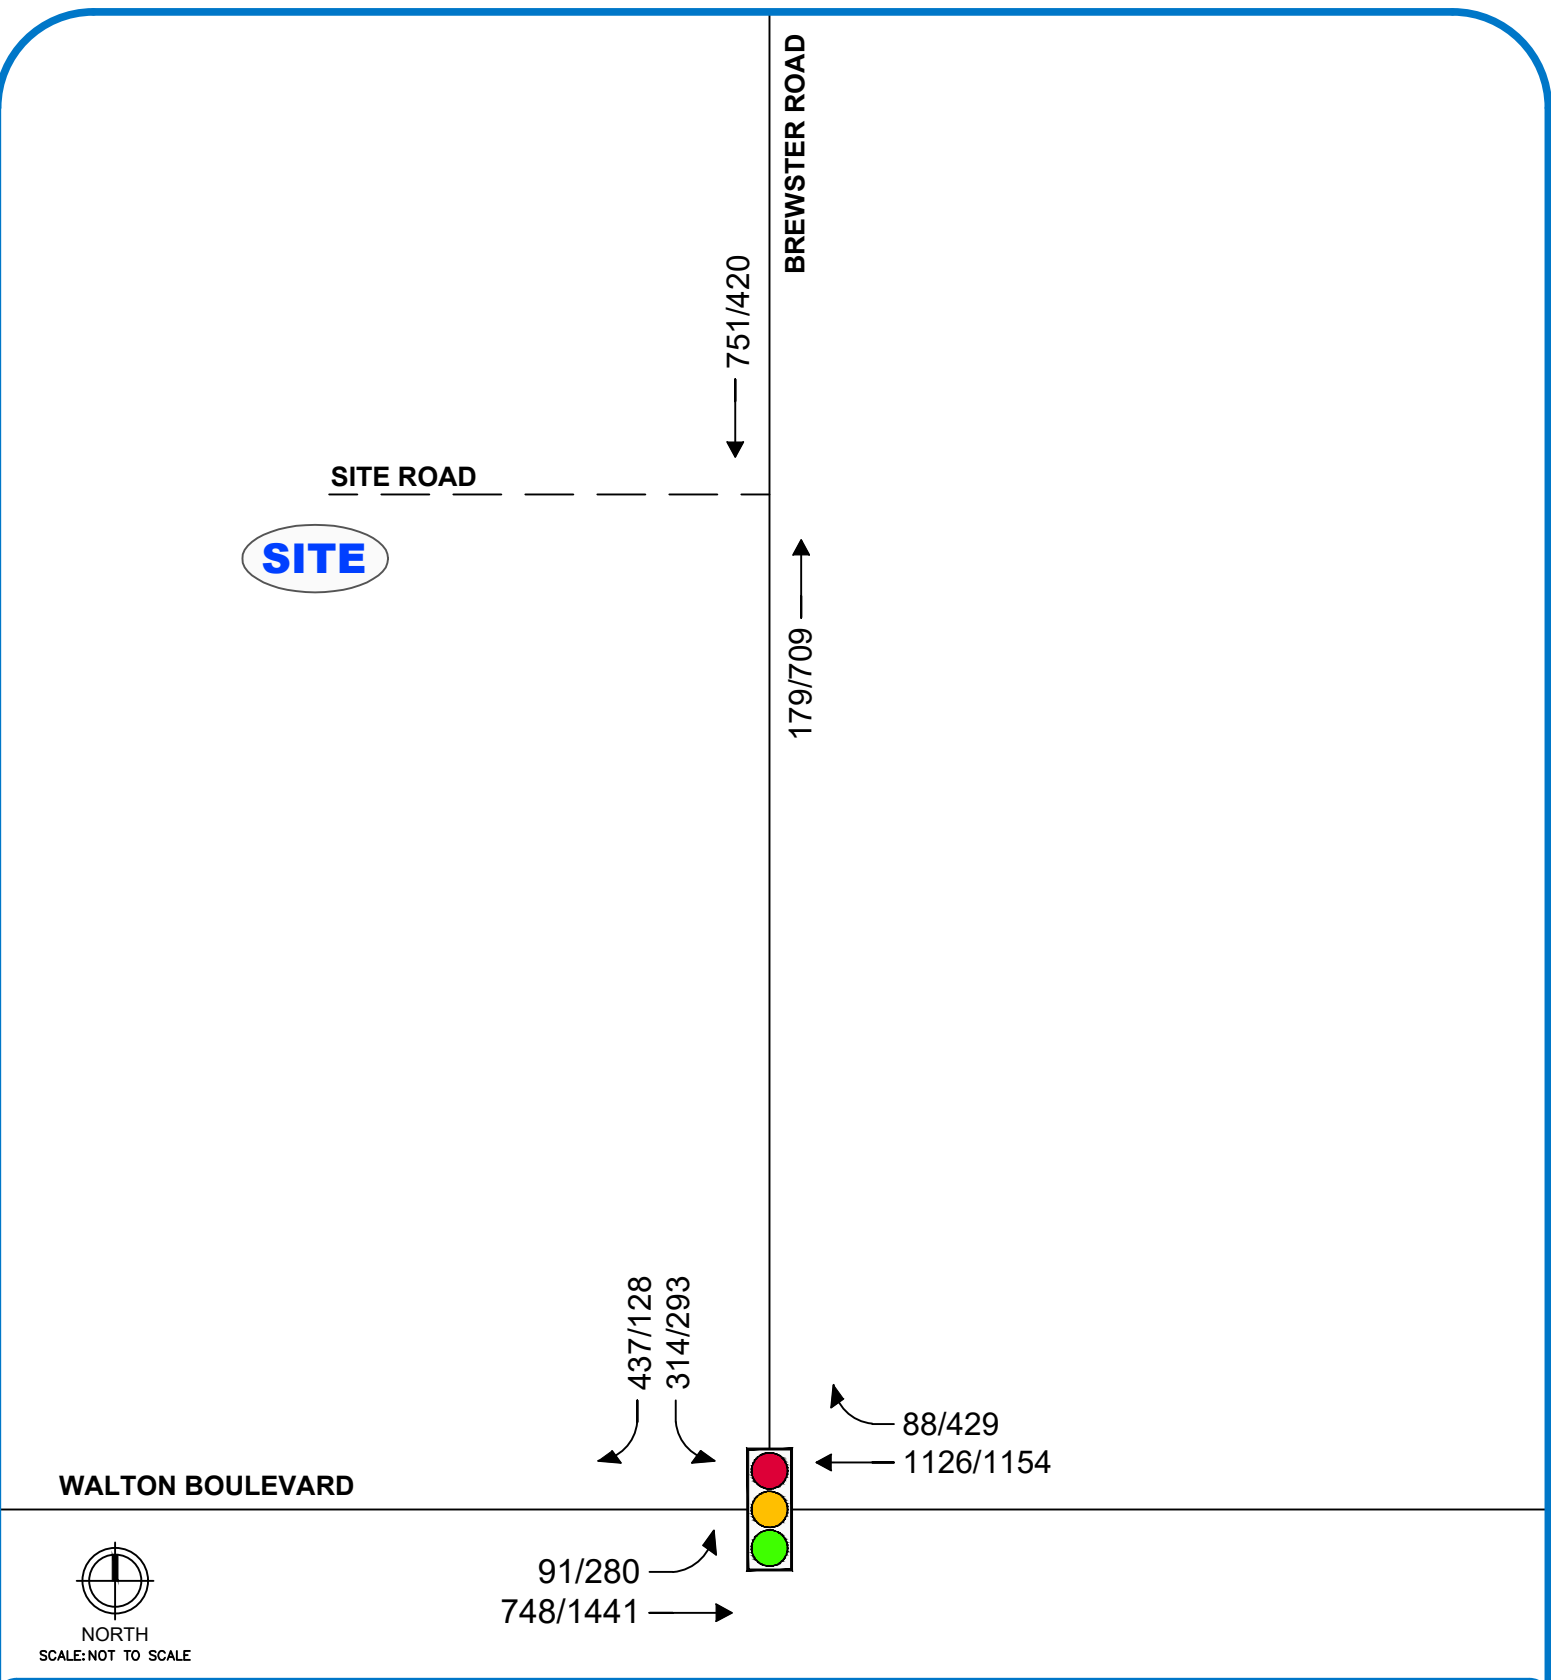 BREWSTER ROAD
751/420
SITE ROAD
SITE
179/709
437/128
314/293
88/429
1126/1154
WALTON BOULEVARD
91/280
748/1441
NORTH
SCALE: NOT TO SCALE